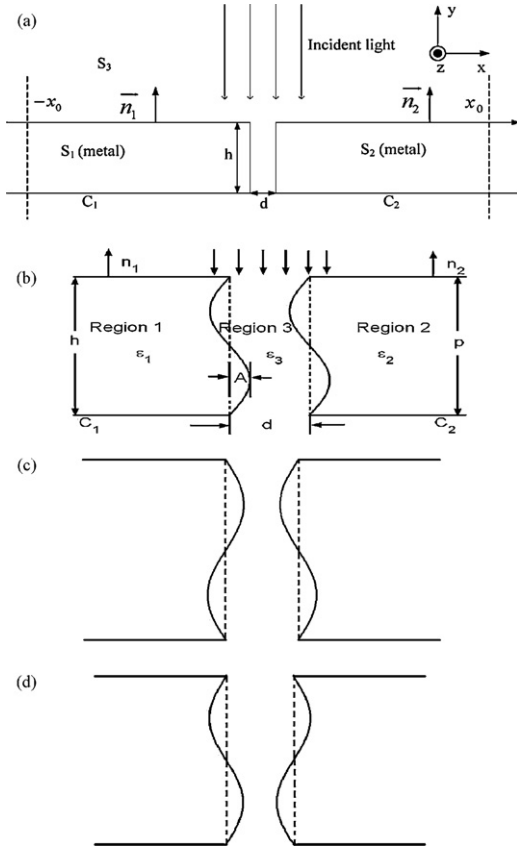 (a)
y
Incident light
z
x
S₃
−x₀
n₁
n₂
x₀
S₁ (metal)
h
S₂ (metal)
C₁
d
C₂
(b)
n₁
n₂
h
Region 1
Region 3
Region 2
p
ε₁
ε₃
ε₂
A
C₁
d
C₂
(c)
(d)